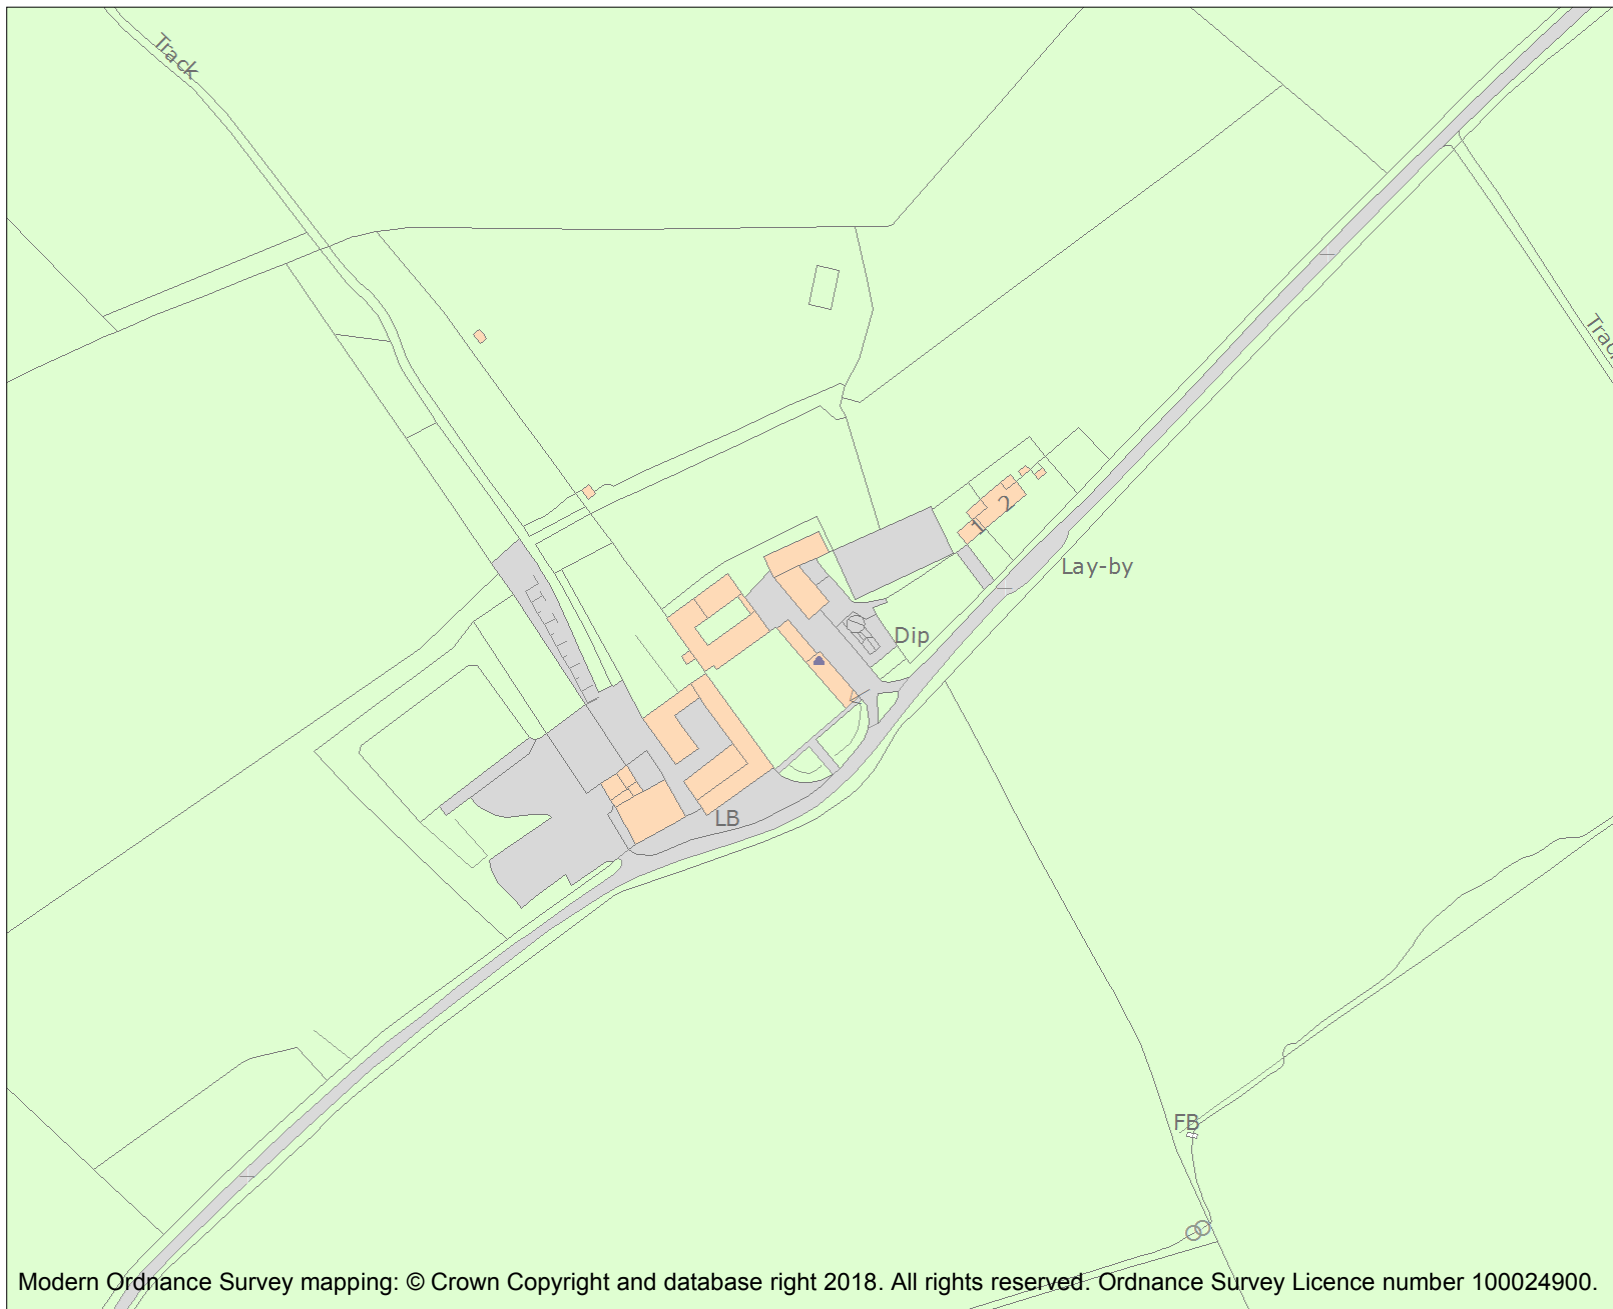 Track
Track
2
1
Lay-by
Dip
LB
FB
Modern Ordnance Survey mapping: © Crown Copyright and database right 2018. All rights reserved. Ordnance Survey Licence number 100024900.